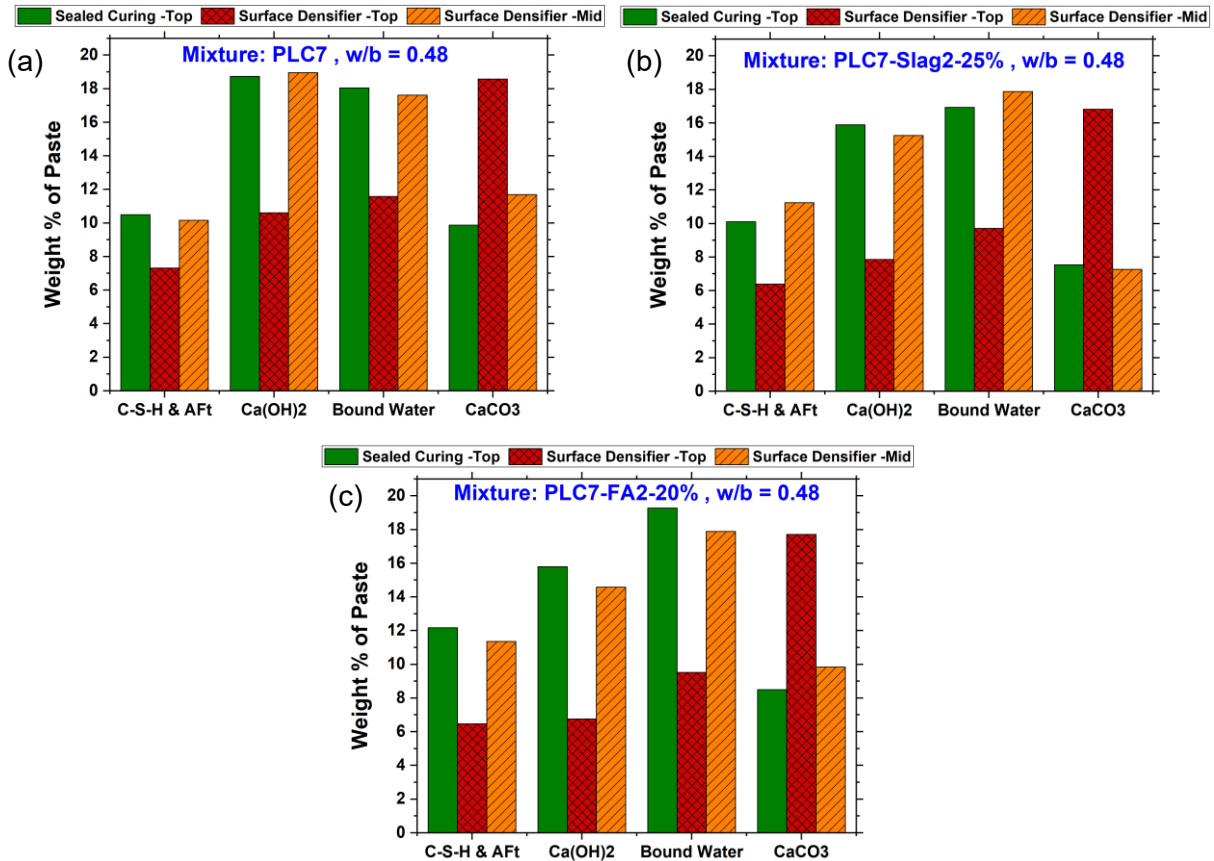 Sealed Curing -Top Surface Densifier -Top Surface Densifier -Mid
(a)
Mixture: PLC7 , w/b = 0.48
Weight % of Paste
20
18
16
14
12
10
8
6
4
2
0
C-S-H & AFt Ca(OH)2 Bound Water CaCO3
Sealed Curing -Top Surface Densifier -Top Surface Densifier -Mid
(b)
Mixture: PLC7-Slag2-25% , w/b = 0.48
Weight % of Paste
20
18
16
14
12
10
8
6
4
2
0
C-S-H & AFt Ca(OH)2 Bound Water CaCO3
Sealed Curing -Top Surface Densifier -Top Surface Densifier -Mid
(c)
Mixture: PLC7-FA2-20% , w/b = 0.48
Weight % of Paste
20
18
16
14
12
10
8
6
4
2
0
C-S-H & AFt Ca(OH)2 Bound Water CaCO3